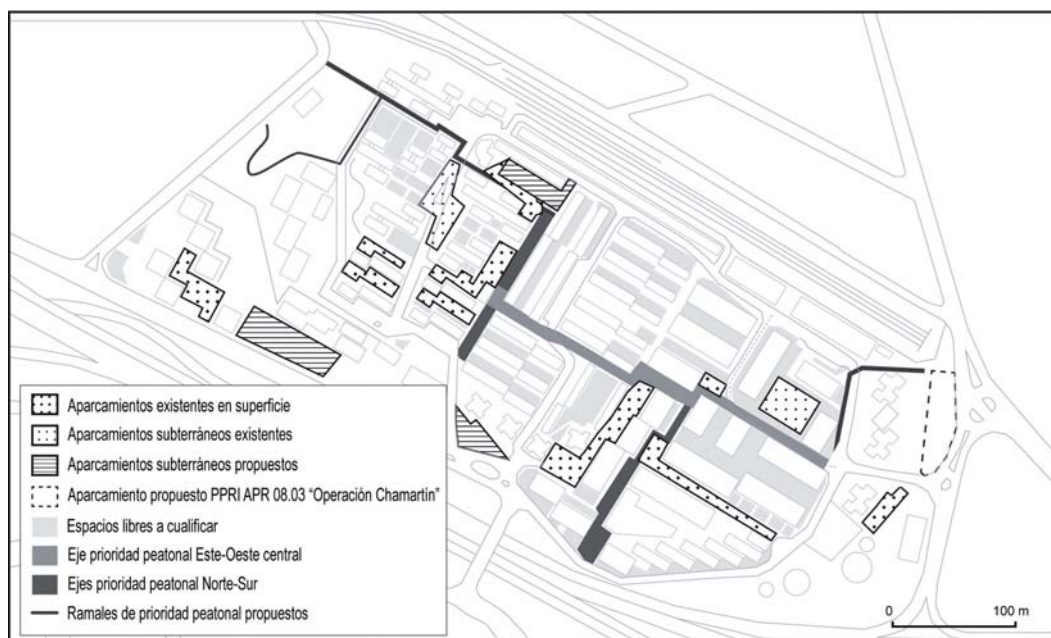 Aparcamientos existentes en superficie
Aparcamientos subterráneos existentes
Aparcamientos subterráneos propuestos
Aparcamiento propuesto PPRI APR 08.03 “Operación Chamartín”
Espacios libres a cualificar
Eje prioridad peatonal Este-Oeste central
Ejes prioridad peatonal Norte-Sur
Ramales de prioridad peatonal propuestos
0 100 m